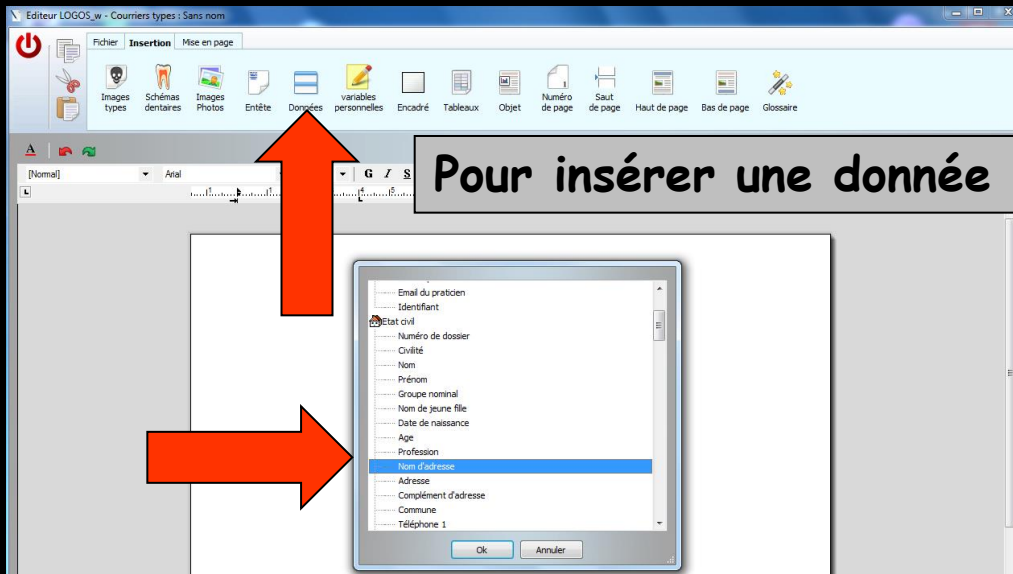 Editeur LOGOS_w - Courriers types : Sans nom
Fichier Insertion Mise en page
Images types
Schémas dentaires
Images Photos
Entête
Données
variables personnelles
Encadré
Tableaux
Objet
Numéro de page
Saut de page
Haut de page
Bas de page
Glossaire
A
[Normal] Arial G I S
Pour insérer une donnée
Email du praticien
Identifiant
Etat civil
Numéro de dossier
Civilité
Nom
Prénom
Groupe nominal
Nom de jeune fille
Date de naissance
Age
Profession
Nom d'adresse
Adresse
Complément d'adresse
Commune
Téléphone 1
Ok Annuler